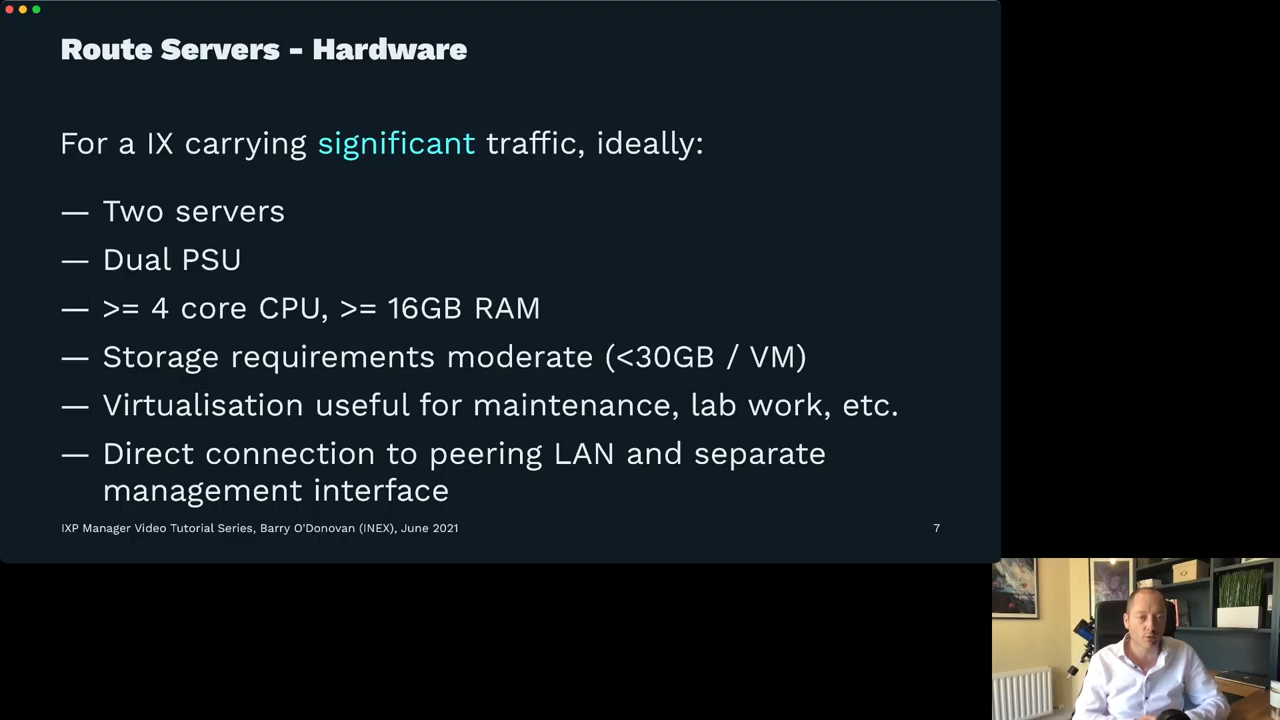 Route Servers - Hardware
For a IX carrying significant traffic, ideally:
— Two servers
— Dual PSU
— >= 4 core CPU, >= 16GB RAM
— Storage requirements moderate (<30GB / VM)
— Virtualisation useful for maintenance, lab work, etc.
— Direct connection to peering LAN and separate
management interface
IXP Manager Video Tutorial Series, Barry O'Donovan (INEX), June 2021
7